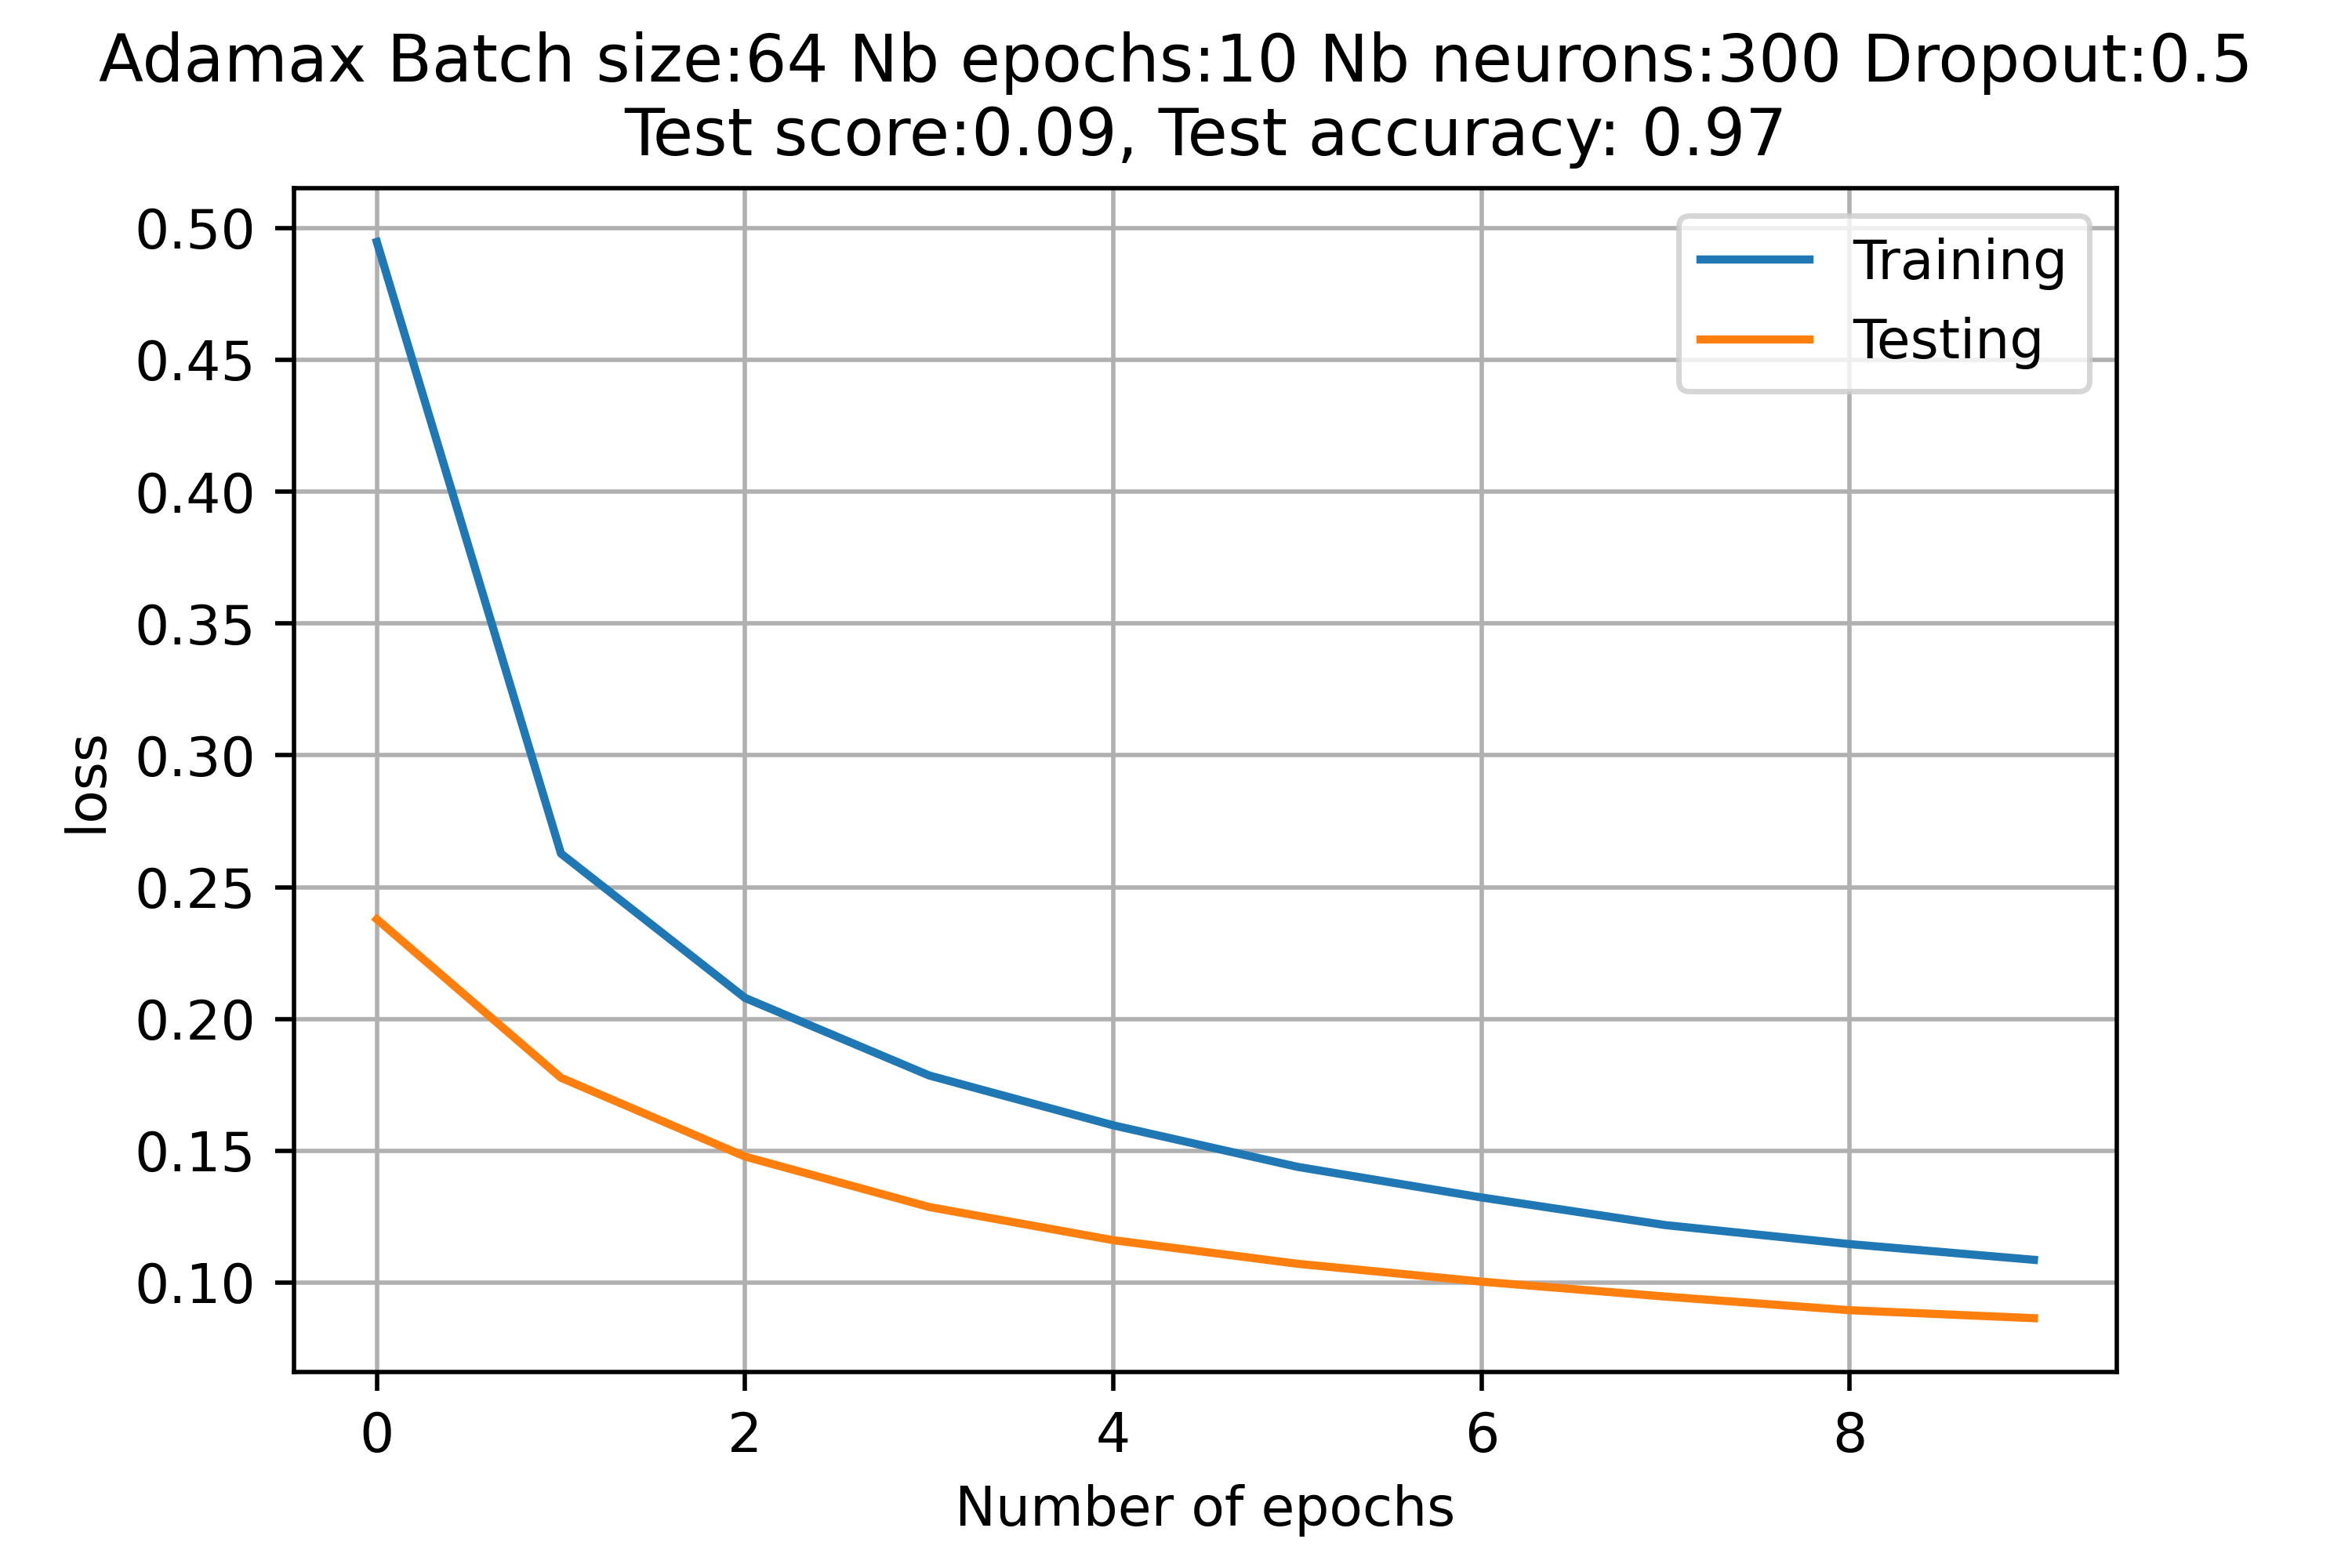 Adamax Batch size:64 Nb epochs:10 Nb neurons:300 Dropout:0.5
Test score:0.09, Test accuracy: 0.97
Training
Testing
0.50
0.45
0.40
0.35
0.30
0.25
0.20
0.15
0.10
loss
0 2 4 6 8
Number of epochs